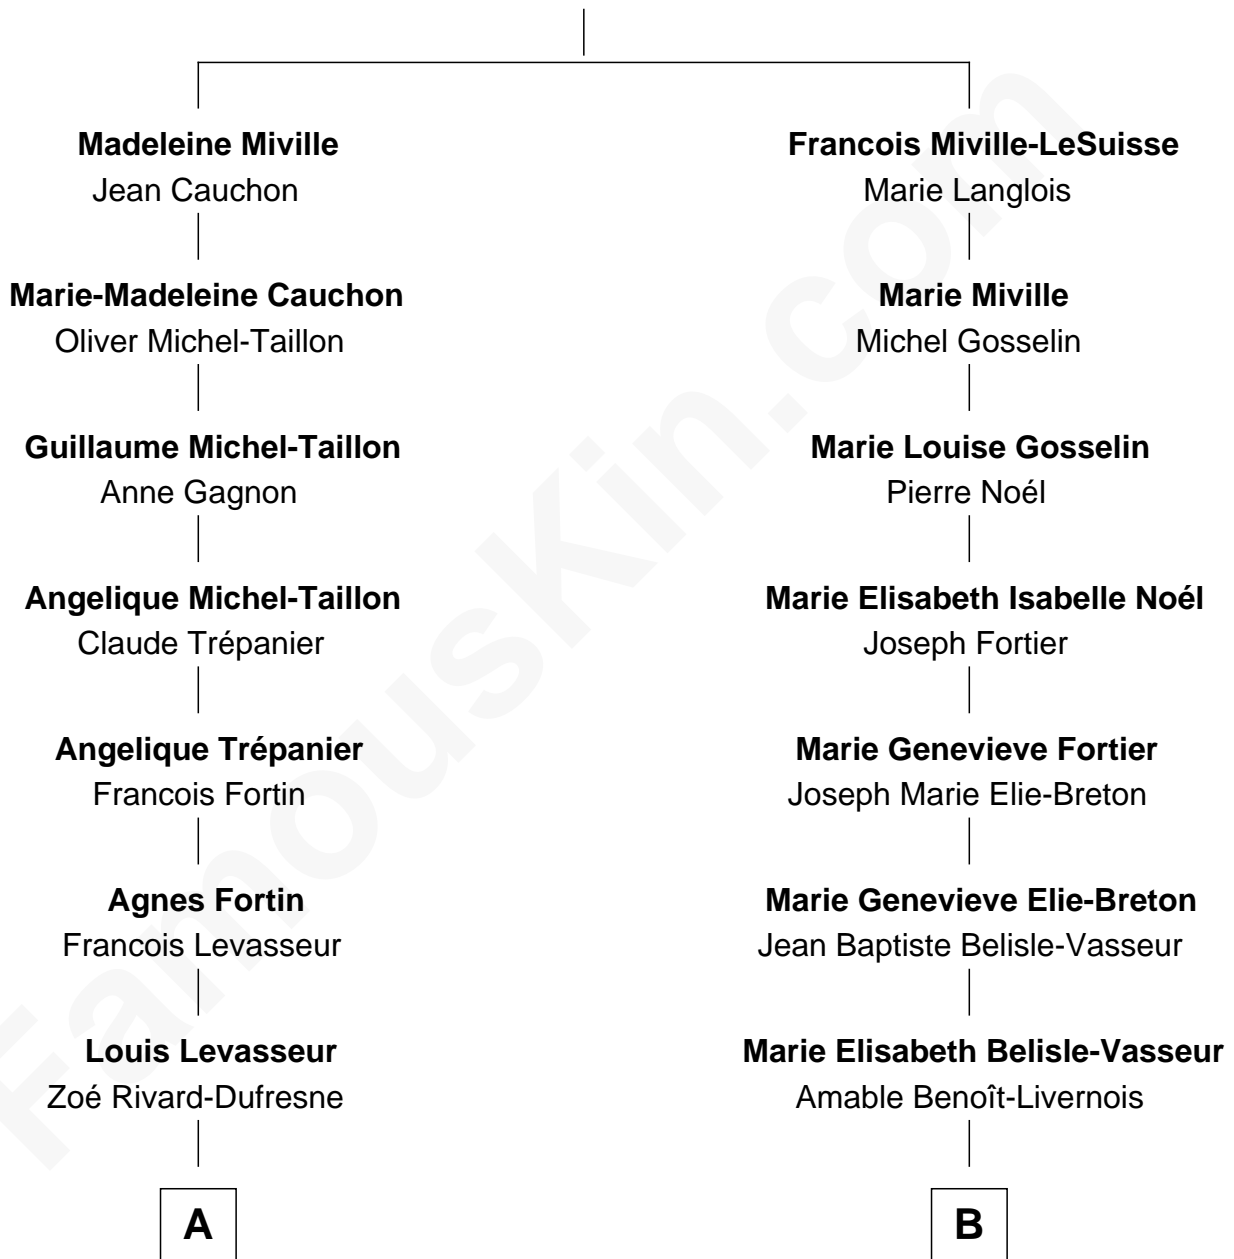 Madeleine Miville
Jean Cauchon
Marie-Madeleine Cauchon
Oliver Michel-Taillon
Guillaume Michel-Taillon
Anne Gagnon
Angelique Michel-Taillon
Claude Trépanier
Angelique Trépanier
Francois Fortin
Agnes Fortin
Francois Levasseur
Louis Levasseur
Zoé Rivard-Dufresne
A
Francois Miville-LeSuisse
Marie Langlois
Marie Miville
Michel Gosselin
Marie Louise Gosselin
Pierre Noél
Marie Elisabeth Isabelle Noél
Joseph Fortier
Marie Genevieve Fortier
Joseph Marie Elie-Breton
Marie Genevieve Elie-Breton
Jean Baptiste Belisle-Vasseur
Marie Elisabeth Belisle-Vasseur
Amable Benoît-Livernois
B
FamousKin.com